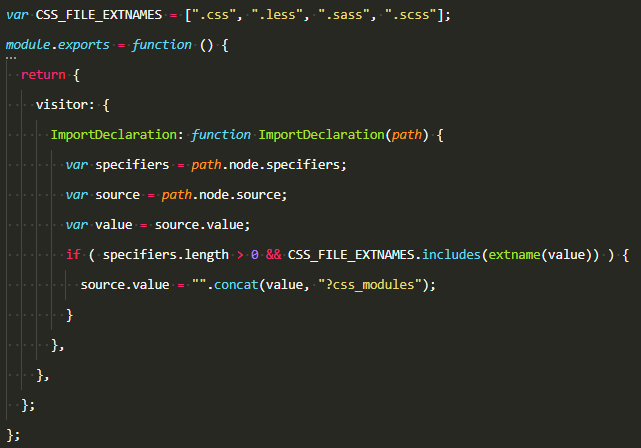 var CSS_FILE_EXTNAMES = [".css", ".less", ".sass", ".scss"];
module.exports = function () {
  return {
    visitor: {
      ImportDeclaration: function ImportDeclaration(path) {
        var specifiers = path.node.specifiers;
        var source = path.node.source;
        var value = source.value;
        if ( specifiers.length > 0 && CSS_FILE_EXTNAMES.includes(extname(value)) ) {
          source.value = "".concat(value, "?css_modules");
        }
      },
    },
  };
};